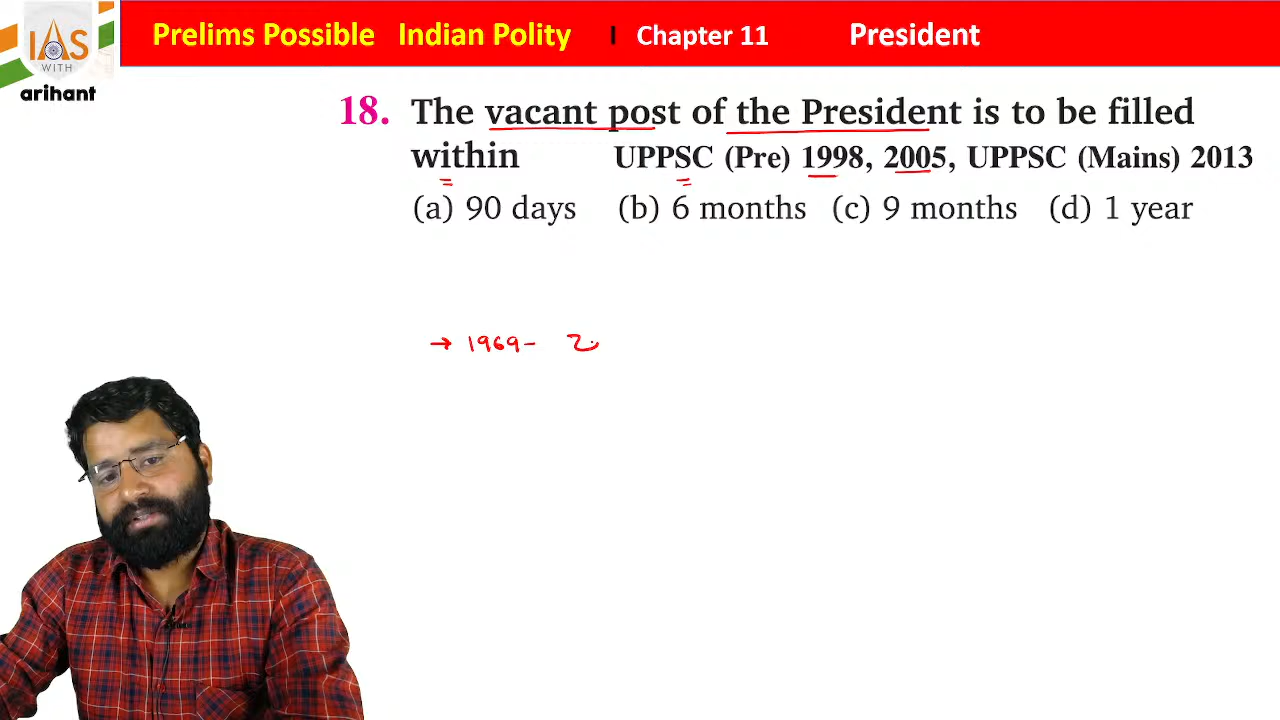 IAS
WITH
arihant
Prelims Possible Indian Polity | Chapter 11 President
18. The vacant post of the President is to be filled
within UPPSC (Pre) 1998, 2005, UPPSC (Mains) 2013
(a) 90 days (b) 6 months (c) 9 months (d) 1 year
→ 1969-